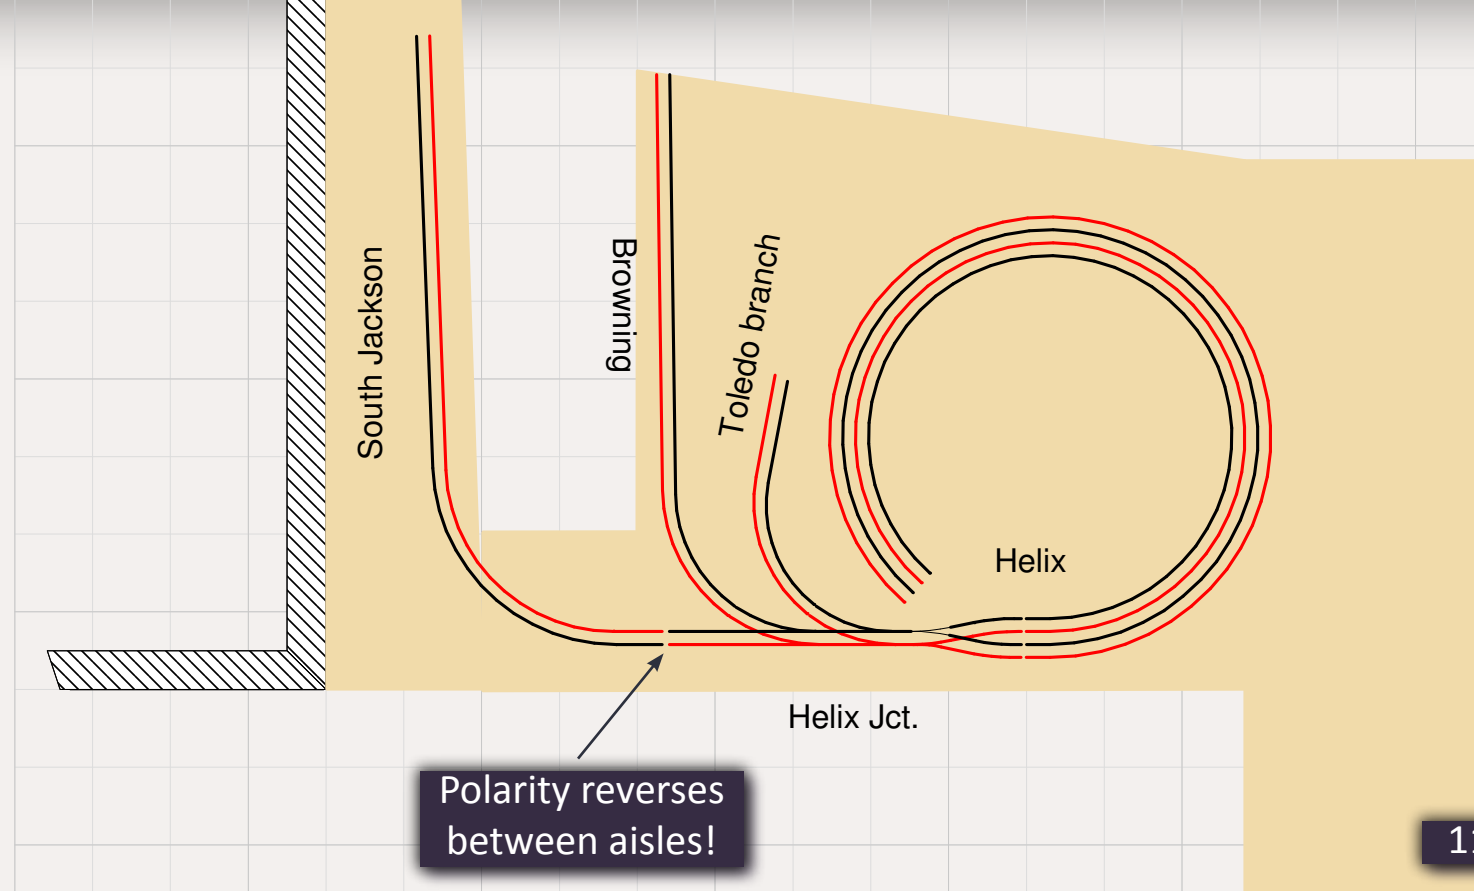 South Jackson
Browning
Toledo branch
Helix
Helix Jct.
Polarity reverses
between aisles!